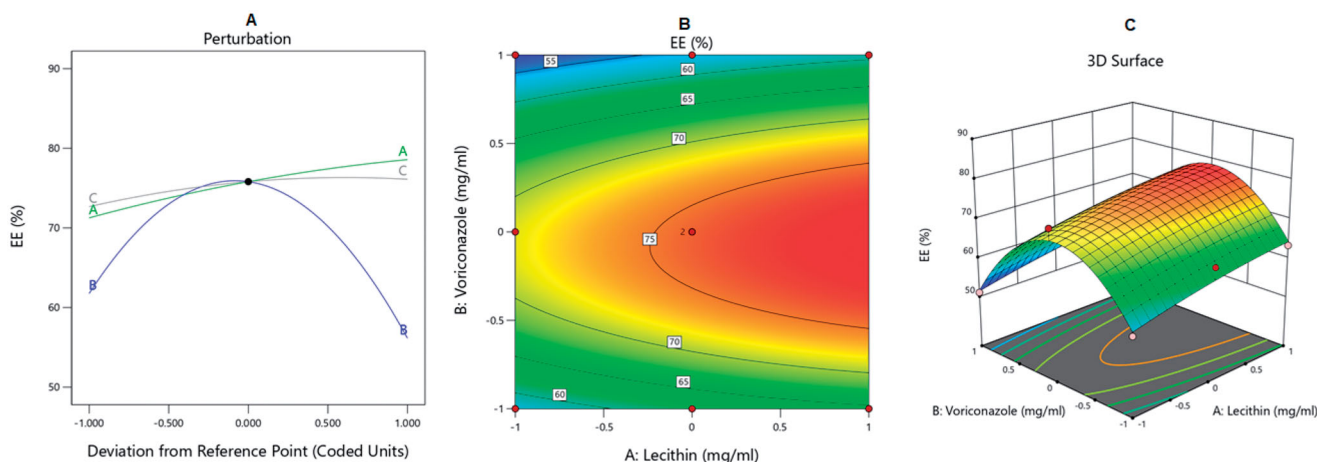 A
Perturbation
90
80
70
60
50
EE (%)
A
C
C
A
B
B
-1.000
-0.500
0.000
0.500
1.000
Deviation from Reference Point (Coded Units)
B
EE (%)
1
0.5
0
-0.5
-1
B: Voriconazole (mg/ml)
55
60
65
70
75
2
70
65
60
-1
-0.5
0
0.5
1
A: Lecithin (mg/ml)
C
3D Surface
90
80
70
60
50
EE (%)
1
0.5
0
-0.5
-1
B: Voriconazole (mg/ml)
-1
-0.5
0
0.5
1
A: Lecithin (mg/ml)